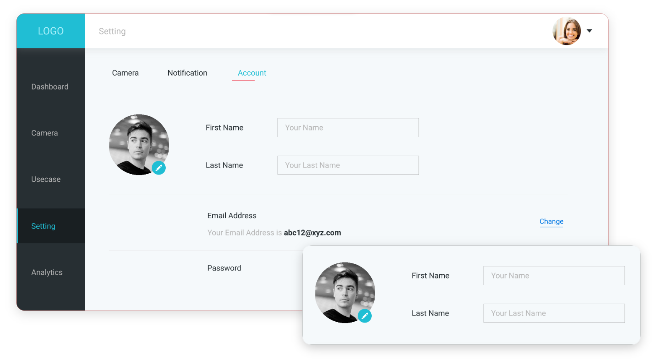 LOGO
Setting
Dashboard
Camera
Usecase
Setting
Analytics
Camera Notification Account
First Name Your Name
Last Name Your Last Name
Email Address
Your Email Address is abc12@xyz.com
Change
Password
First Name Your Name
Last Name Your Last Name